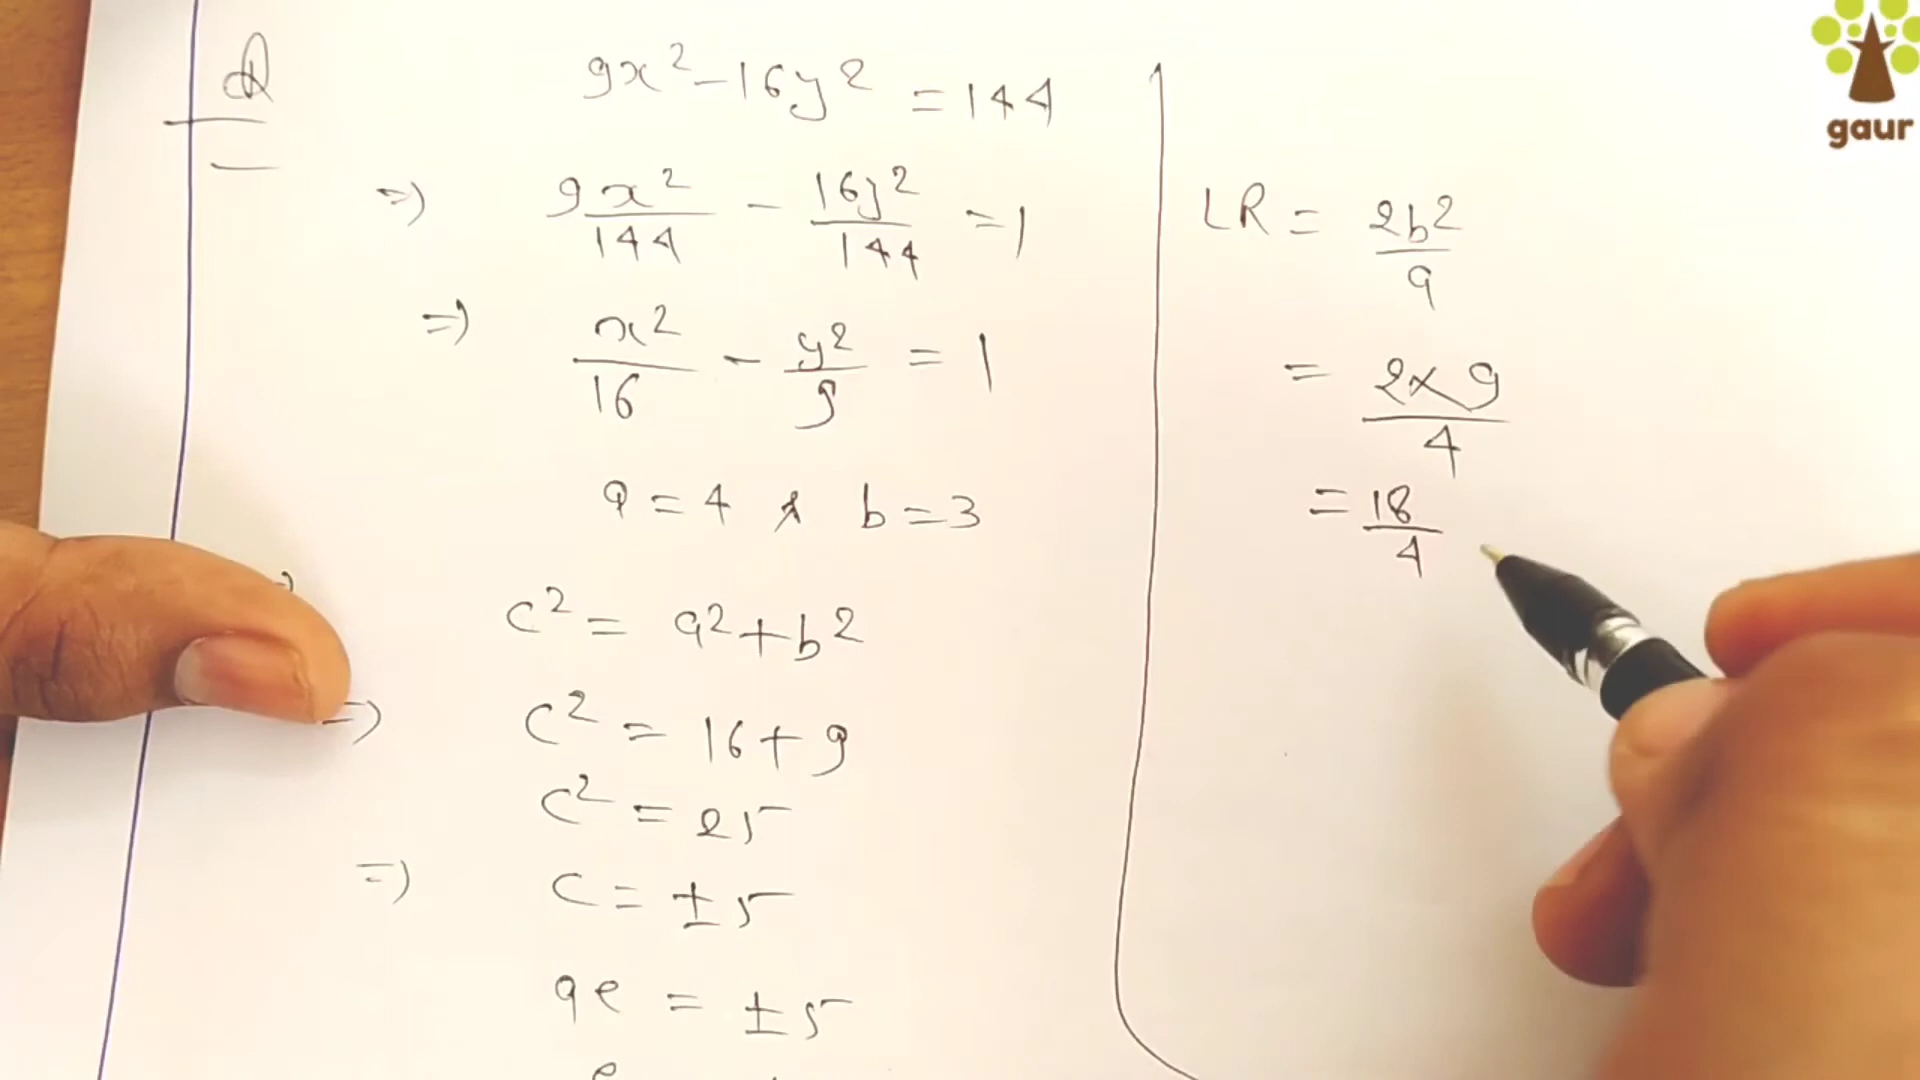 Q
9x² - 16y² = 144
=) 9x²/144 - 16y²/144 = 1
=) x²/16 - y²/9 = 1
a = 4 & b = 3
c² = a² + b²
=) c² = 16 + 9
c² = 25
=) c = ±5
ae = ±5
e
LR = 2b²/a
= 2×9/4
= 18/4
gaur